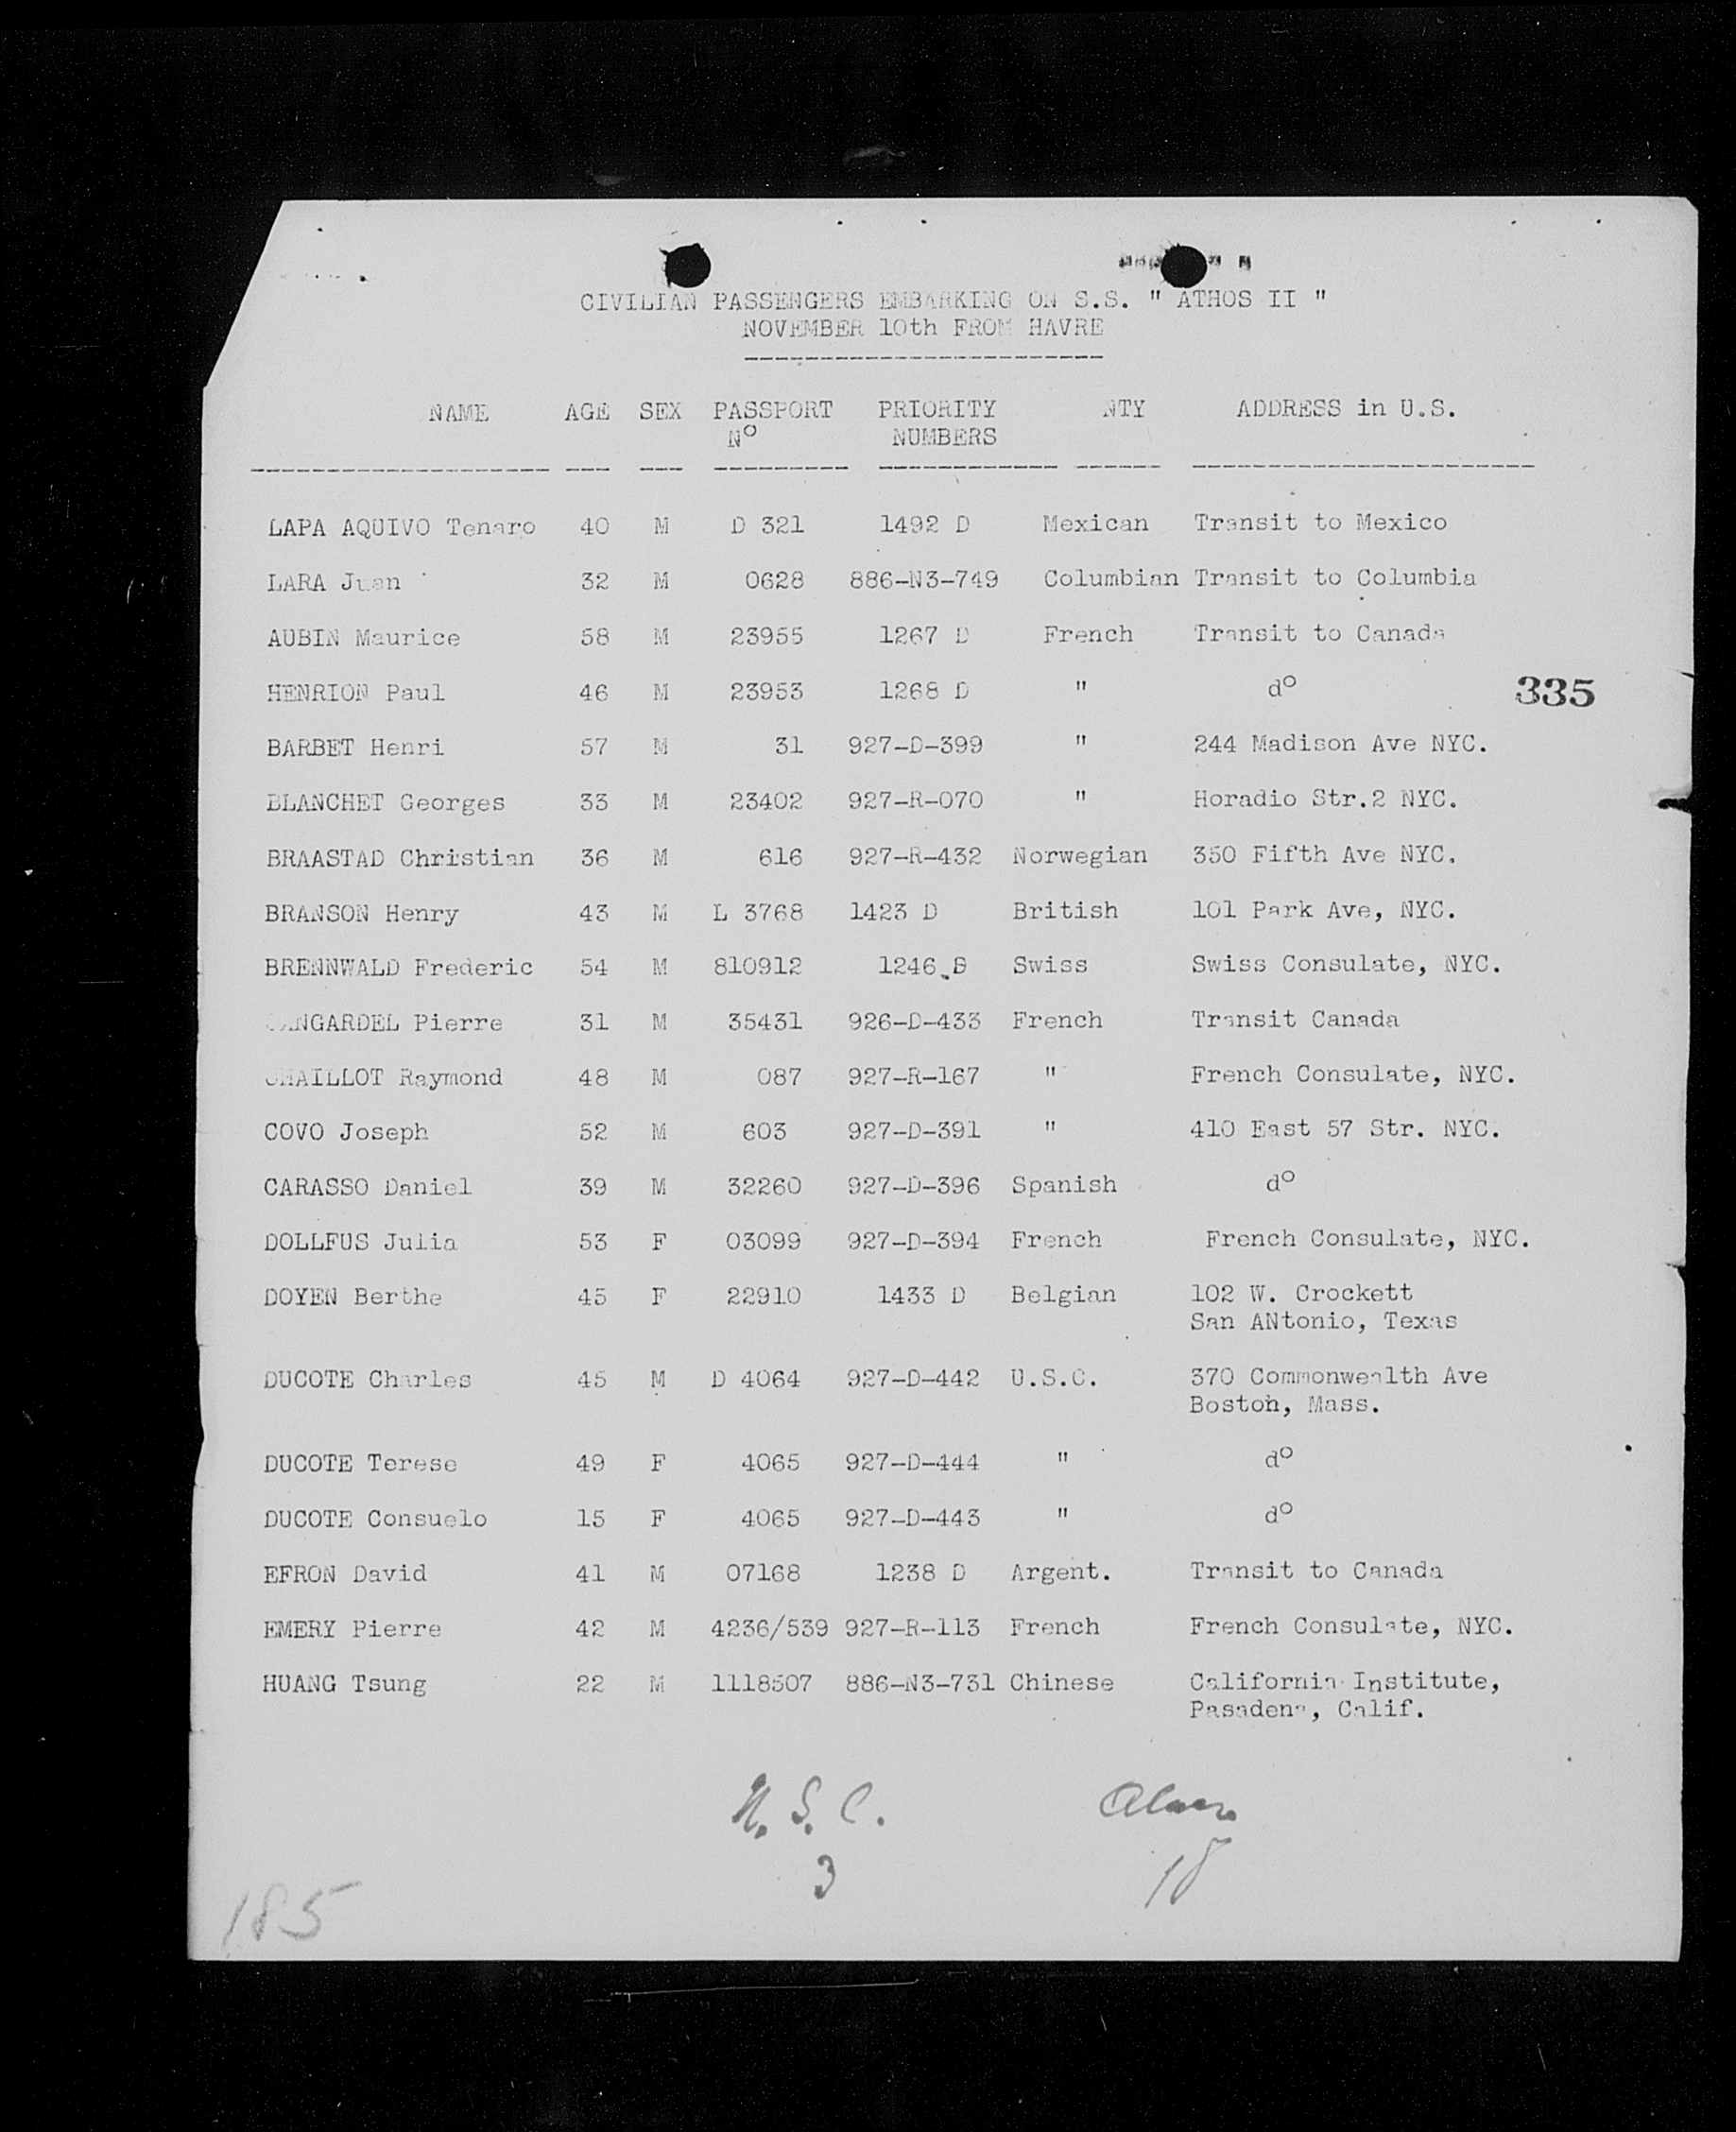 CIVILIAN PASSENGERS EMBARKING ON S.S. " ATHOS II "
NOVEMBER 10th FROM HAVRE
NAME AGE SEX PASSPORT PRIORITY NTY ADDRESS in U.S.
Nº NUMBERS
LAPA AQUIVO Tenaro 40 M D 321 1492 D Mexican Transit to Mexico
LARA Juan 32 M 0628 886-N3-749 Columbian Transit to Columbia
AUBIN Maurice 58 M 23955 1267 D French Transit to Canada
HENRION Paul 46 M 23953 1268 D " dº
335
BARBET Henri 57 M 31 927-D-399 " 244 Madison Ave NYC.
BLANCHET Georges 33 M 23402 927-R-070 " Horadio Str.2 NYC.
BRAASTAD Christian 36 M 616 927-R-432 Norwegian 350 Fifth Ave NYC.
BRANSON Henry 43 M L 3768 1423 D British 101 Park Ave, NYC.
BRENNWALD Frederic 54 M 810912 1246 D Swiss Swiss Consulate, NYC.
Pierre 31 M 35431 926-D-433 French Transit Canada
CHAILLOT Raymond 48 M 087 927-R-167 " French Consulate, NYC.
COVO Joseph 52 M 603 927-D-391 " 410 East 57 Str. NYC.
CARASSO Daniel 39 M 32260 927-D-396 Spanish dº
DOLLFUS Julia 53 F 03099 927-D-394 French French Consulate, NYC.
DOYEN Berthe 45 F 22910 1433 D Belgian 102 W. Crockett
San ANtonio, Texas
DUCOTE Charles 45 M D 4064 927-D-442 U.S.C. 370 Commonwealth Ave
Boston, Mass.
DUCOTE Terese 49 F 4065 927-D-444 " dº
DUCOTE Consuelo 15 F 4065 927-D-443 " dº
EFRON David 41 M 07168 1238 D Argent. Transit to Canada
EMERY Pierre 42 M 4236/539 927-R-113 French French Consulate, NYC.
HUANG Tsung 22 M 1118507 886-N3-731 Chinese California Institute,
Pasadena, Calif.
U.S.C.
3 18
185